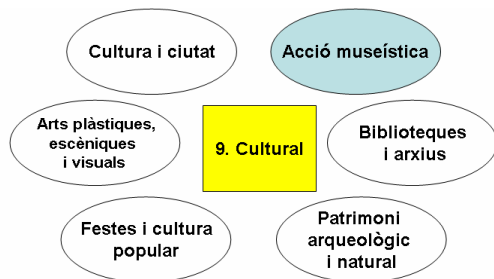 Cultura i ciutat
Acció museística
Arts plàstiques,
escèniques
i visuals
9. Cultural
Biblioteques
i arxius
Festes i cultura
popular
Patrimoni
arqueològic
i natural